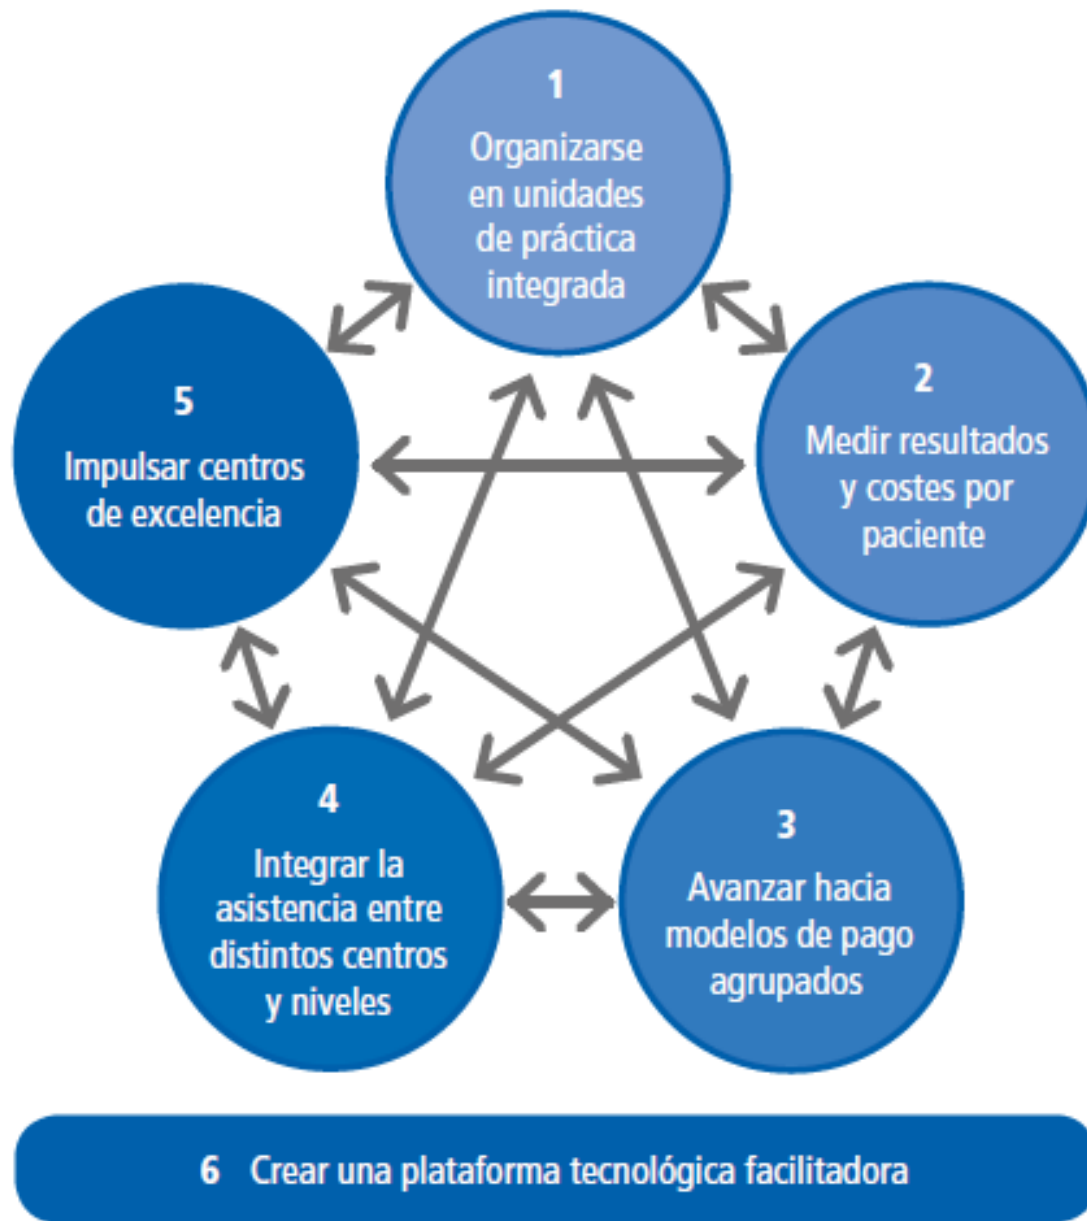 1
Organizarse
en unidades
de práctica
integrada
2
Medir resultados
y costes por
paciente
3
Avanzar hacia
modelos de pago
agrupados
4
Integrar la
asistencia entre
distintos centros
y niveles
5
Impulsar centros
de excelencia
6 Crear una plataforma tecnológica facilitadora